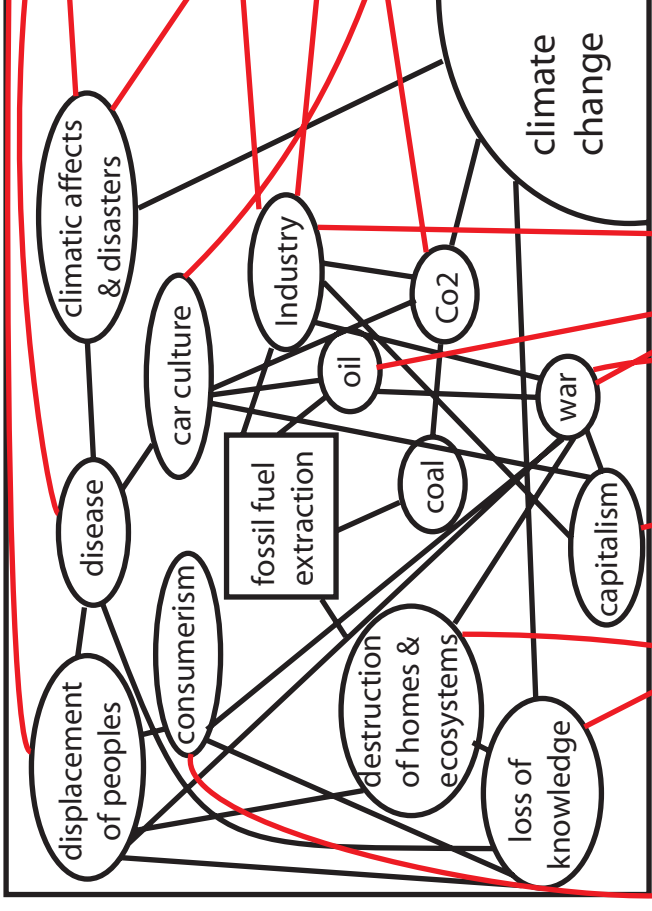 climatic affects
& disasters
climate
change
car culture
Industry
Co2
oil
war
disease
fossil fuel
extraction
coal
capitalism
consumerism
displacement
of peoples
destruction
of homes &
ecosystems
loss of
knowledge